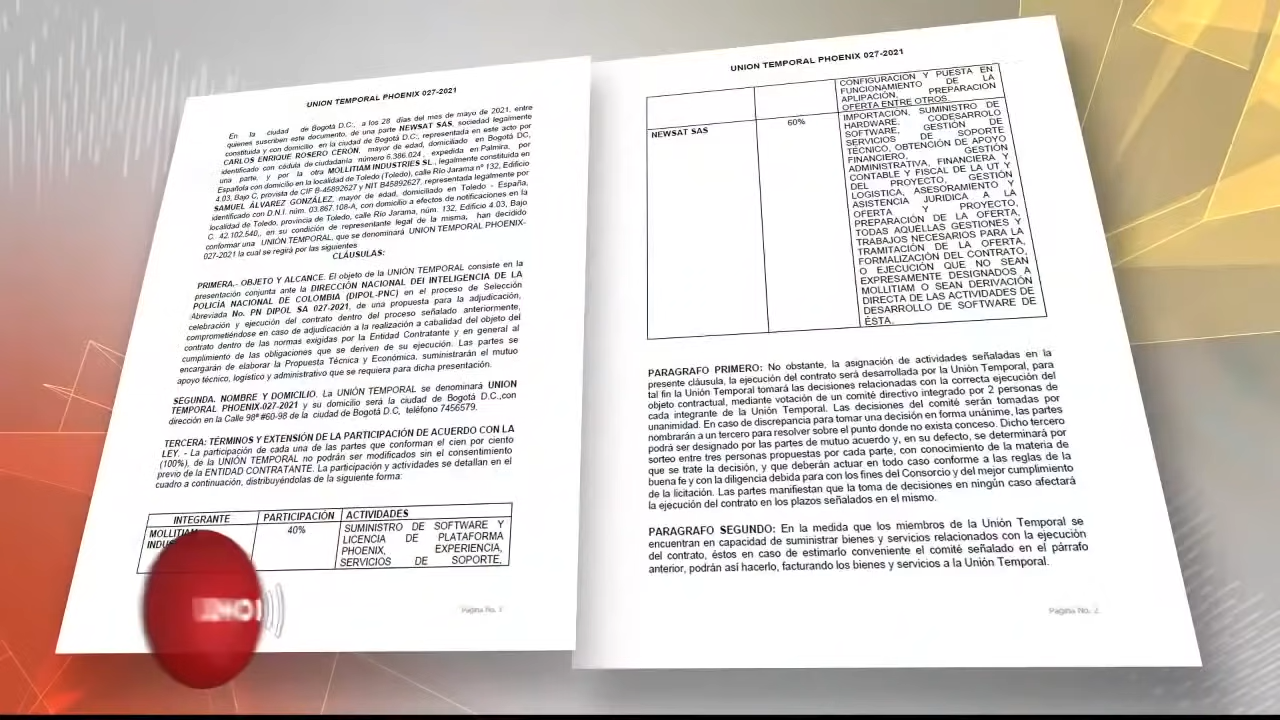 UNION TEMPORAL PHOENIX 027-2021
En la ciudad de Bogotá D.C., a los 28 días del mes de mayo de 2021, entre
quienes suscriben este documento, de una parte NEWSAT SAS, sociedad legalmente
constituida y con domicilio en la ciudad de Bogotá D.C., representada en este acto por
CARLOS ENRIQUE ROSERO CERÓN, mayor de edad, domiciliado en Bogotá DC,
identificado con cédula de ciudadanía número 6.386.024, expedida en Palmira, por
una parte, y por la otra MOLLITIAM INDUSTRIES SL., legalmente constituida en
Española con domicilio en la localidad de Toledo (Toledo), calle Río Jarama nº 132, Edificio
4.03, Bajo C, provista de CIF B-45892627 y NIT B45892627, representada legalmente por
SAMUEL ÁLVAREZ GONZÁLEZ, mayor de edad, domiciliado en Toledo - España,
identificado con D.N.I. núm. 03.867.108-A, con domicilio a efectos de notificaciones en la
localidad de Toledo, provincia de Toledo, calle Río Jarama, núm. 132, Edificio 4.03, Bajo
C. 42.102.540,, en su condición de representante legal de la misma, han decidido
conformar una UNIÓN TEMPORAL, que se denominará UNION TEMPORAL PHOENIX-
027-2021 la cual se regirá por las siguientes
CLÁUSULAS:
PRIMERA.- OBJETO Y ALCANCE. El objeto de la UNIÓN TEMPORAL consiste en la
presentación conjunta ante la DIRECCIÓN NACIONAL DEI INTELIGENCIA DE LA
POLICÍA NACIONAL DE COLOMBIA (DIPOL-PNC) en el proceso de Selección
Abreviada No. PN DIPOL SA 027-2021, de una propuesta para la adjudicación,
celebración y ejecución del contrato dentro del proceso señalado anteriormente,
comprometiéndose en caso de adjudicación a la realización a cabalidad del objeto del
contrato dentro de las normas exigidas por la Entidad Contratante y en general al
cumplimiento de las obligaciones que se deriven de su ejecución. Las partes se
encargarán de elaborar la Propuesta Técnica y Económica, suministrarán el mutuo
apoyo técnico, logístico y administrativo que se requiera para dicha presentación.
SEGUNDA. NOMBRE Y DOMICILIO. La UNIÓN TEMPORAL se denominará UNION
TEMPORAL PHOENIX.027-2021 y su domicilio será la ciudad de Bogotá D.C.,con
dirección en la Calle 98ª #60-98 de la ciudad de Bogotá D.C, teléfono 7456579.
TERCERA: TÉRMINOS Y EXTENSIÓN DE LA PARTICIPACIÓN DE ACUERDO CON LA
LEY. - La participación de cada una de las partes que conforman el cien por ciento
(100%), de la UNIÓN TEMPORAL no podrán ser modificados sin el consentimiento
previo de la ENTIDAD CONTRATANTE. La participación y actividades se detallan en el
cuadro a continuación, distribuyéndolas de la siguiente forma:
INTEGRANTE PARTICIPACIÓN ACTIVIDADES
MOLLITIAM 40% SUMINISTRO DE SOFTWARE Y
LICENCIA DE PLATAFORMA
PHOENIX, EXPERIENCIA,
SERVICIOS DE SOPORTE,
Pagina No. 1
UNION TEMPORAL PHOENIX 027-2021
CONFIGURACION Y PUESTA EN
FUNCIONAMIENTO DE LA
APLIPACIÓN, PREPARACION
OFERTA ENTRE OTROS
NEWSAT SAS 60% IMPORTACIÓN, SUMINISTRO DE
HARDWARE, CODESARROLO
SOFTWARE, GESTIÓN DE
SERVICIOS DE SOPORTE
TÉCNICO, OBTENCIÓN DE APOYO
FINANCIERO, GESTIÓN
ADMINISTRATIVA, FINANCIERA Y
CONTABLE Y FISCAL DE LA UT Y
DEL PROYECTO, GESTIÓN
LOGISTICA, ASESORAMIENTO Y
ASISTENCIA JURIDICA A LA
OFERTA Y PROYECTO,
PREPARACIÓN DE LA OFERTA,
TODAS AQUELLAS GESTIONES Y
TRABAJOS NECESARIOS PARA LA
TRAMITACIÓN DE LA OFERTA,
FORMALIZACIÓN DEL CONTRATO,
O EJECUCIÓN QUE NO SEAN
EXPRESAMENTE DESIGNADOS A
MOLLITIAM O SEAN DERIVACIÓN
DIRECTA DE LAS ACTIVIDADES DE
DESARROLLO DE SOFTWARE DE
ÉSTA.
PARAGRAFO PRIMERO: No obstante, la asignación de actividades señaladas en la
presente cláusula, la ejecución del contrato será desarrollada por la Unión Temporal, para
tal fin la Unión Temporal tomará las decisiones relacionadas con la correcta ejecución del
objeto contractual, mediante votación de un comité directivo integrado por 2 personas de
cada integrante de la Unión Temporal. Las decisiones del comité serán tomadas por
unanimidad. En caso de discrepancia para tomar una decisión en forma unánime, las partes
nombrarán a un tercero para resolver sobre el punto donde no exista conceso. Dicho tercero
podrá ser designado por las partes de mutuo acuerdo y, en su defecto, se determinará por
sorteo entre tres personas propuestas por cada parte, con conocimiento de la materia de
que se trate la decisión, y que deberán actuar en todo caso conforme a las reglas de la
buena fe y con la diligencia debida para con los fines del Consorcio y del mejor cumplimiento
de la licitación. Las partes manifiestan que la toma de decisiones en ningún caso afectará
la ejecución del contrato en los plazos señalados en el mismo.
PARAGRAFO SEGUNDO: En la medida que los miembros de la Unión Temporal se
encuentran en capacidad de suministrar bienes y servicios relacionados con la ejecución
del contrato, éstos en caso de estimarlo conveniente el comité señalado en el párrafo
anterior, podrán así hacerlo, facturando los bienes y servicios a la Unión Temporal.
Pagina No. 2